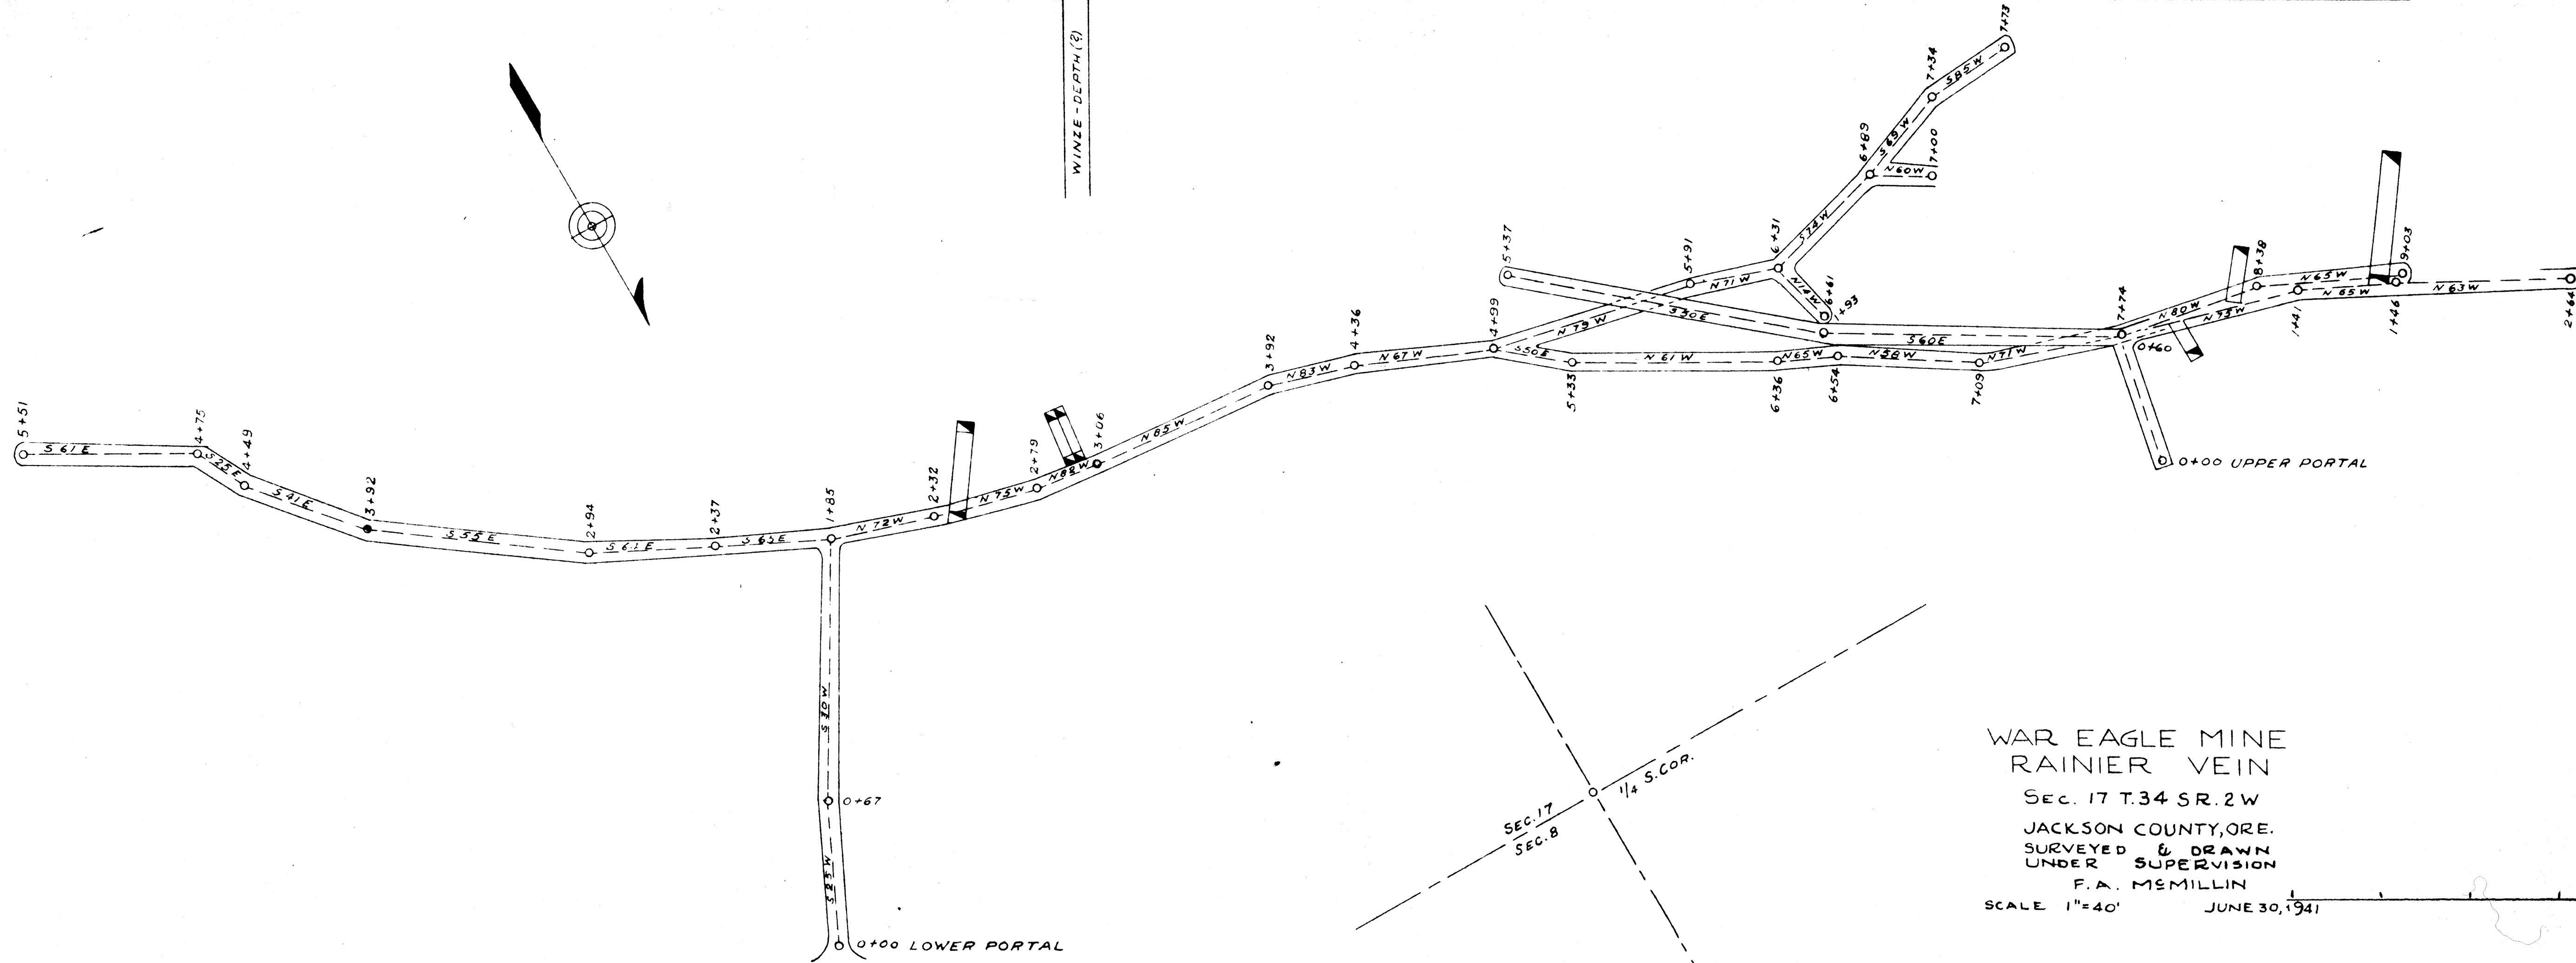 WINZE - DEPTH (?)
7+73
7+34
S85W
6+89
S69W
7+00
N60W
S74W
6+31
5+91
N71W
5+37
N14W
6+61
1+93
S50E
N79W
4+99
S50E
5+33
N61W
6+36
N65W
6+54
N58W
7+09
N71W
S60E
7+74
0+60
N80W
N75W
8+38
N65W
1+41
N65W
9+03
1+46
N63W
2+64
0+00 UPPER PORTAL
4+36
N67W
3+92
N83W
N85W
3+06
N88W
2+79
N75W
2+32
N72W
1+85
S65E
2+37
S61E
2+94
S55E
3+92
S41E
4+49
S25E
4+75
S61E
5+51
S30W
0+67
S25W
0+00 LOWER PORTAL
SEC.17
SEC.8
1/4 S.COR.
WAR EAGLE MINE
RAINIER VEIN
SEC. 17 T.34 S R.2W
JACKSON COUNTY, ORE.
SURVEYED & DRAWN
UNDER SUPERVISION
F.A. McMILLIN
SCALE 1"=40' JUNE 30, 1941